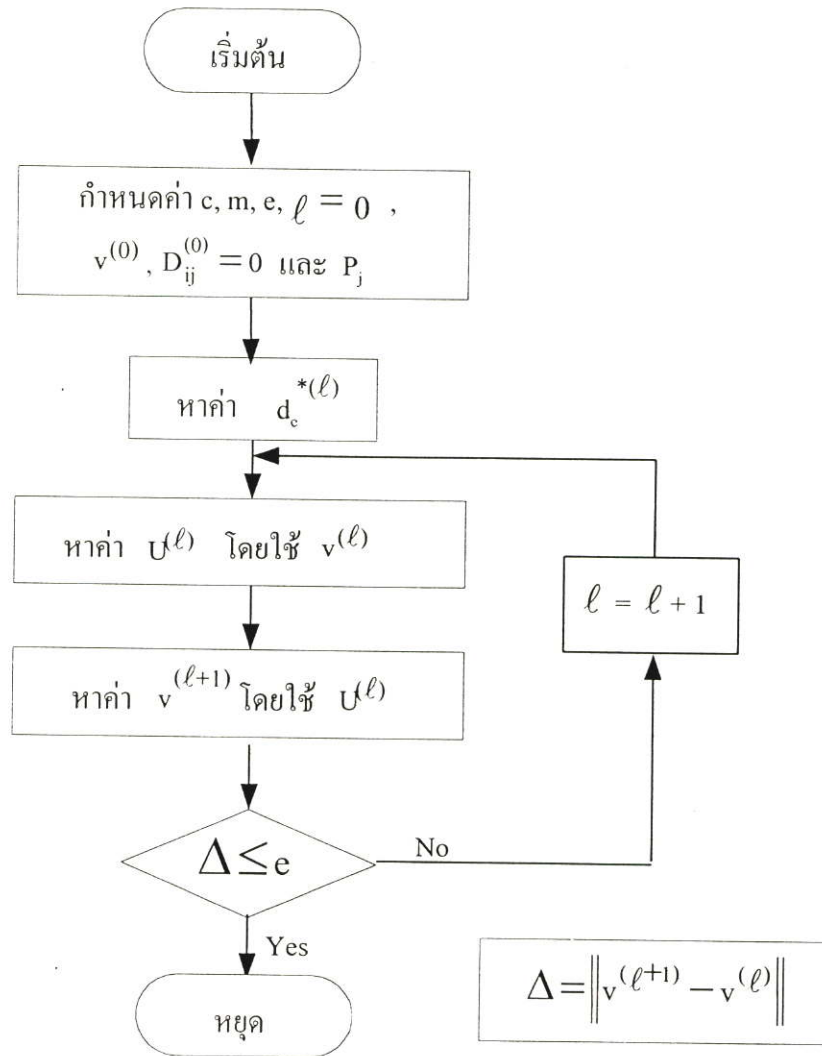 เริ่มต้น
กำหนดค่า c, m, e, ℓ = 0 ,
v^(0) , D_ij^(0) = 0 และ P_j
หาค่า d_c^*(ℓ)
หาค่า U^(ℓ) โดยใช้ v^(ℓ)
ℓ = ℓ + 1
หาค่า v^(ℓ+1) โดยใช้ U^(ℓ)
Δ ≤ e
No
Yes
หยุด
Δ = ‖v^(ℓ+1) − v^(ℓ)‖